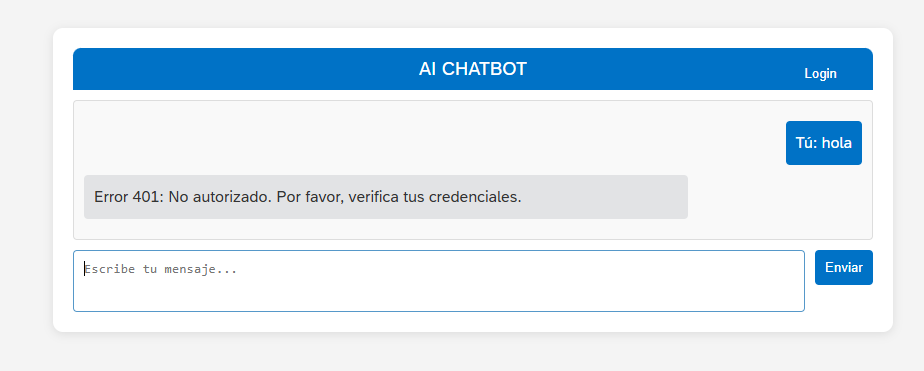 AI CHATBOT
Login
Tú: hola
Error 401: No autorizado. Por favor, verifica tus credenciales.
Escribe tu mensaje...
Enviar